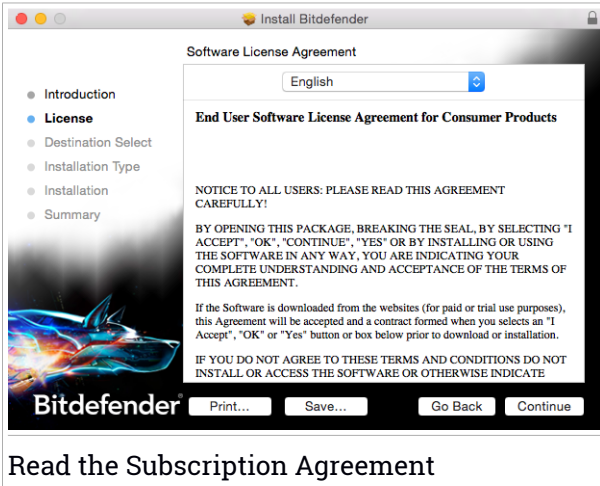 Install Bitdefender
Software License Agreement
English
Introduction
License
Destination Select
Installation Type
Installation
Summary
End User Software License Agreement for Consumer Products
NOTICE TO ALL USERS: PLEASE READ THIS AGREEMENT
CAREFULLY!
BY OPENING THIS PACKAGE, BREAKING THE SEAL, BY SELECTING "I
ACCEPT", "OK", "CONTINUE", "YES" OR BY INSTALLING OR USING
THE SOFTWARE IN ANY WAY, YOU ARE INDICATING YOUR
COMPLETE UNDERSTANDING AND ACCEPTANCE OF THE TERMS OF
THIS AGREEMENT.
If the Software is downloaded from the websites (for paid or trial use purposes),
this Agreement will be accepted and a contract formed when you selects an "I
Accept", "OK" or "Yes" button or box below prior to download or installation.
IF YOU DO NOT AGREE TO THESE TERMS AND CONDITIONS DO NOT
INSTALL OR ACCESS THE SOFTWARE OR OTHERWISE INDICATE
Bitdefender
Print... Save... Go Back Continue
Read the Subscription Agreement